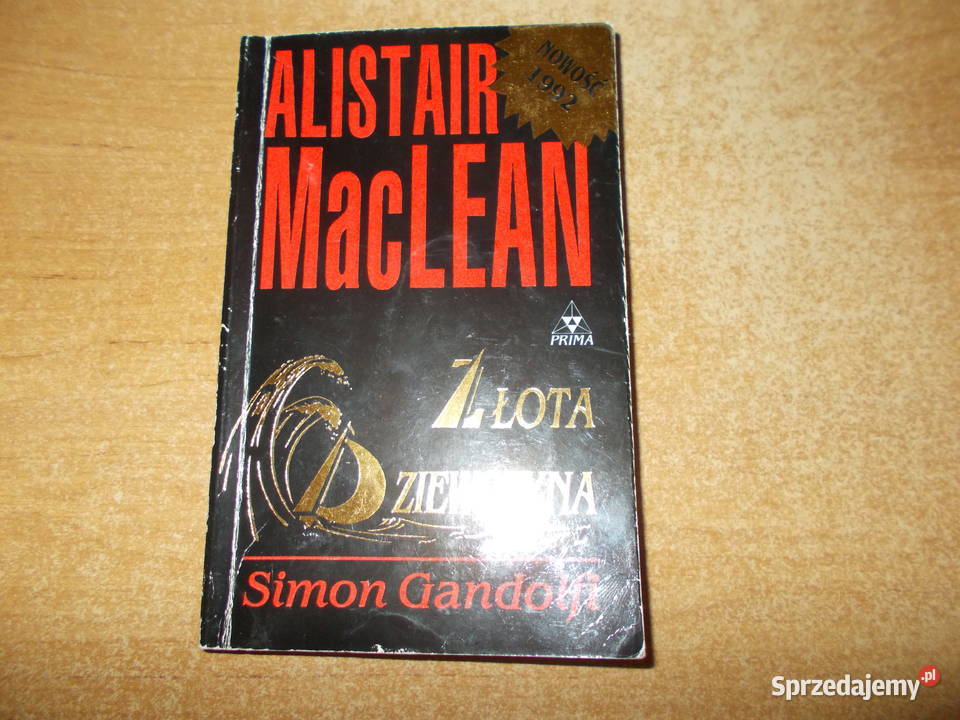 ALISTAIR
NOWOŚĆ
1992
MacLEAN
PRIMA
ZŁOTA
DZIEWCZYNA
Simon Gandolfi
Sprzedajemy.pl